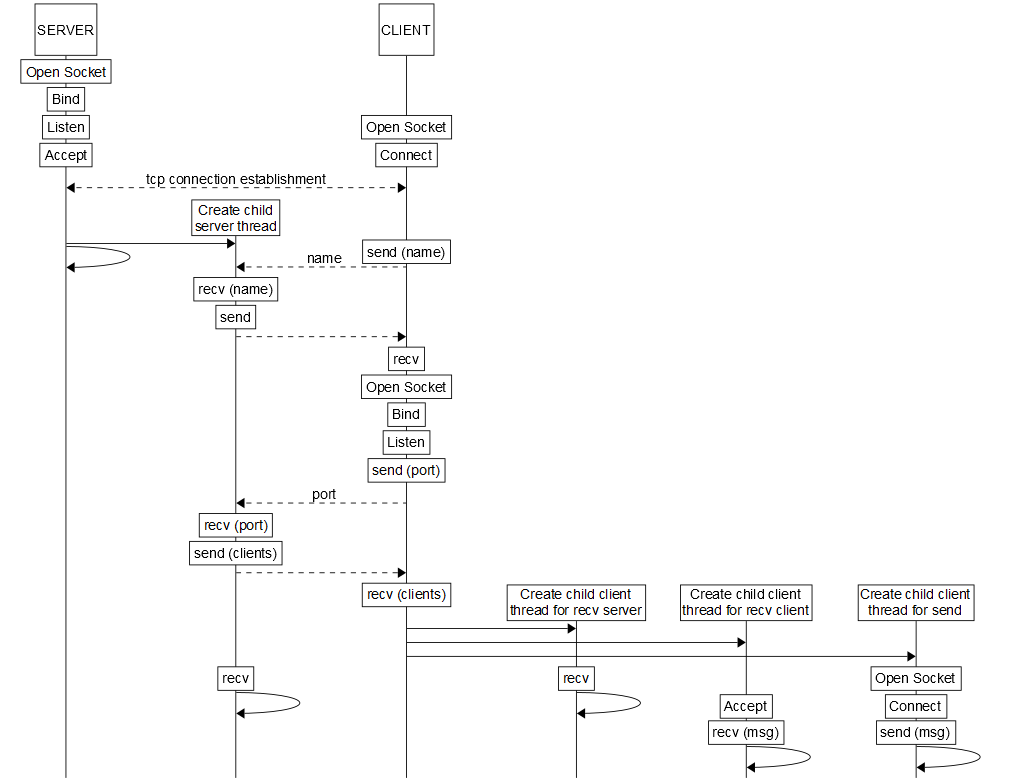 SERVER
CLIENT
Open Socket
Bind
Listen
Open Socket
Accept
Connect
tcp connection establishment
Create child
server thread
send (name)
name
recv (name)
send
recv
Open Socket
Bind
Listen
send (port)
port
recv (port)
send (clients)
recv (clients)
Create child client
thread for recv server
Create child client
thread for recv client
Create child client
thread for send
recv
recv
Open Socket
Accept
Connect
recv (msg)
send (msg)